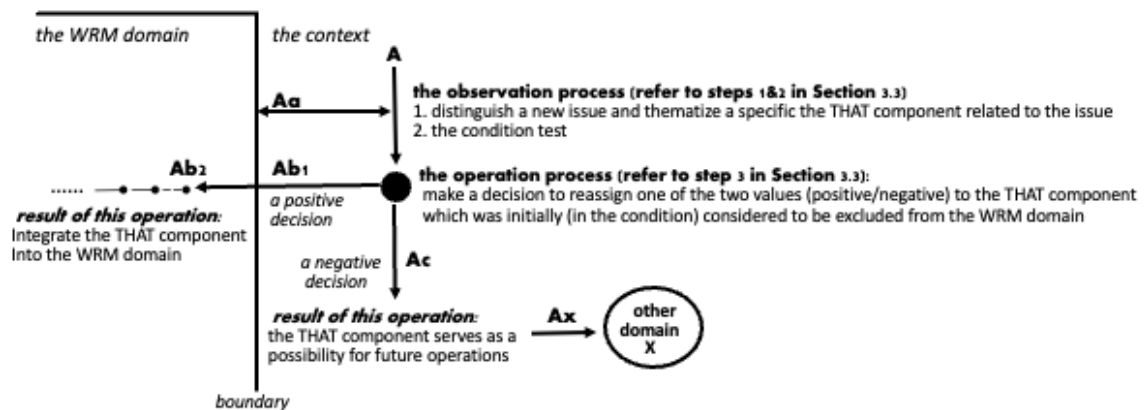 the WRM domain
the context
A
the observation process (refer to steps 1&2 in Section 3.3)
1. distinguish a new issue and thematize a specific the THAT component related to the issue
2. the condition test
Aa
Ab2
Ab1
......
the operation process (refer to step 3 in Section 3.3):
make a decision to reassign one of the two values (positive/negative) to the THAT component
which was initially (in the condition) considered to be excluded from the WRM domain
a positive
decision
result of this operation:
Integrate the THAT component
Into the WRM domain
a negative
decision
Ac
result of this operation:
the THAT component serves as a
possibility for future operations
Ax
other
domain
X
boundary